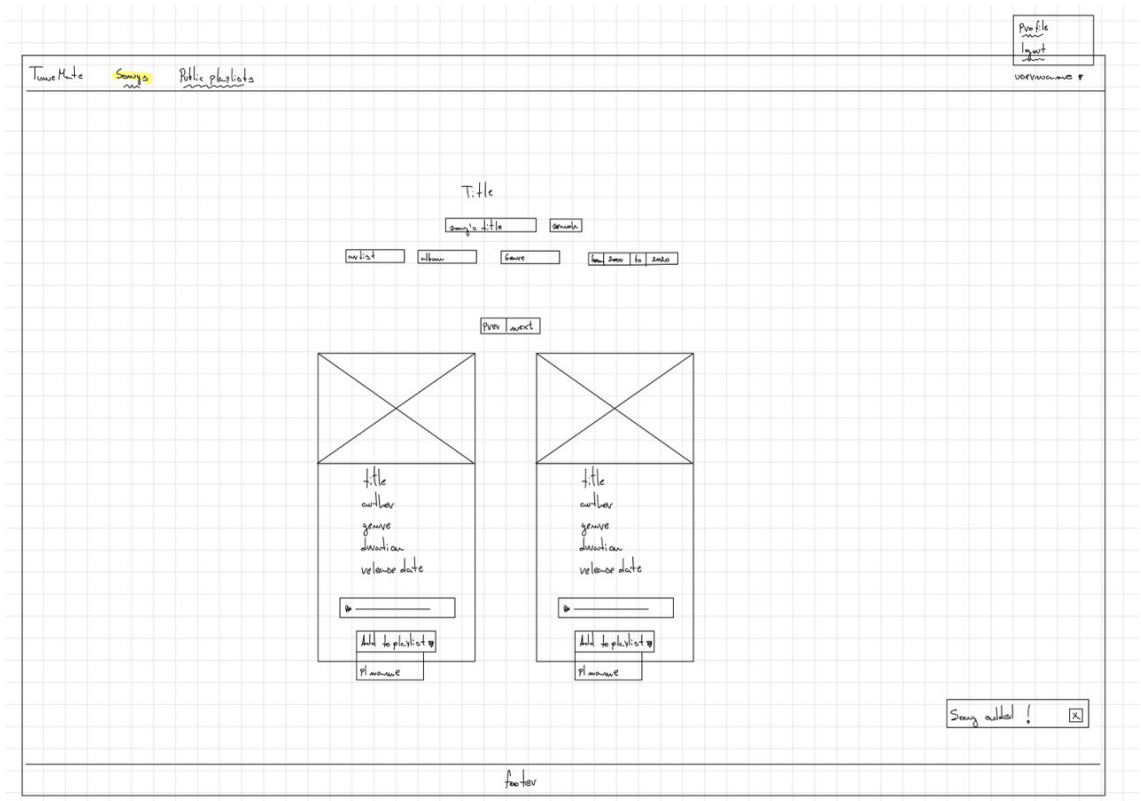 Profile
logout
TuneMate Songs Public playlists username
Title
song's title search
artist album Genre from 2000 to 2020
prev next
title title
author author
genre genre
duration duration
release date release date
Add to playlist Add to playlist
pl name pl name
Song added ! X
footer